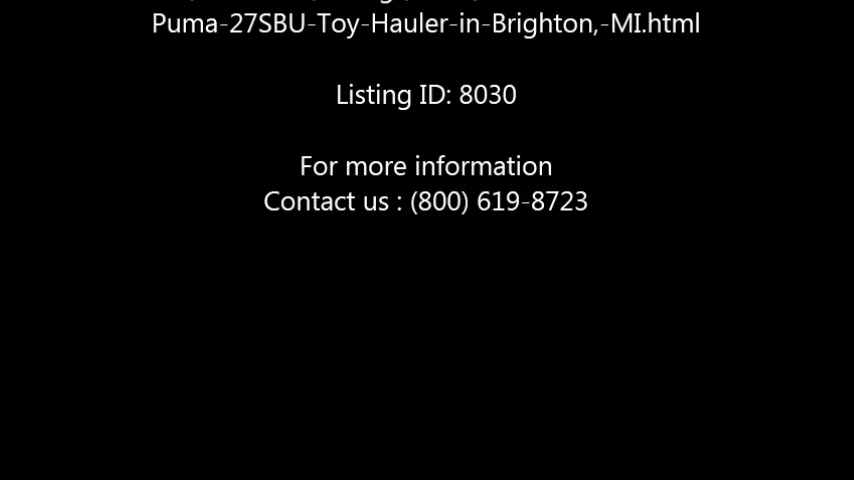 Puma-27SBU-Toy-Hauler-in-Brighton,-MI.html
Listing ID: 8030
For more information
Contact us : (800) 619-8723